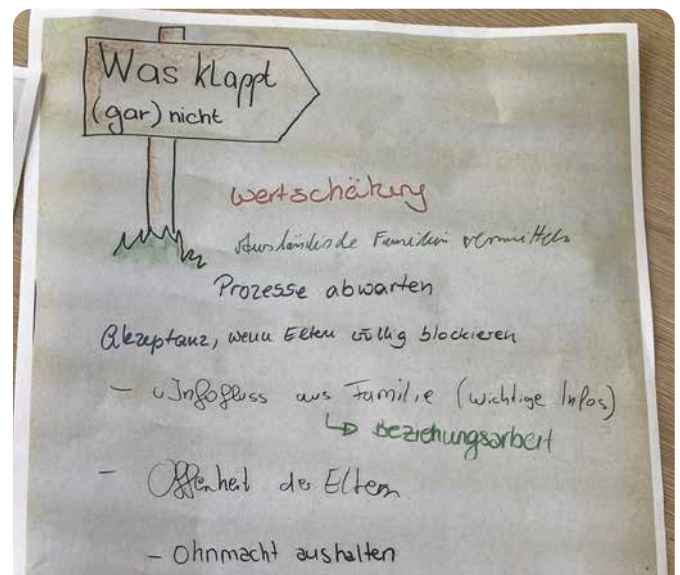 Was klappt
(gar) nicht
Wertschätzung
Ausländische Familien vermitteln
Prozesse abwarten
Akzeptanz, wenn Eltern völlig blockieren
- Infofluss aus Familie (wichtige Infos)
↳ Beziehungsarbeit
- Offenheit der Eltern
- Ohnmacht aushalten